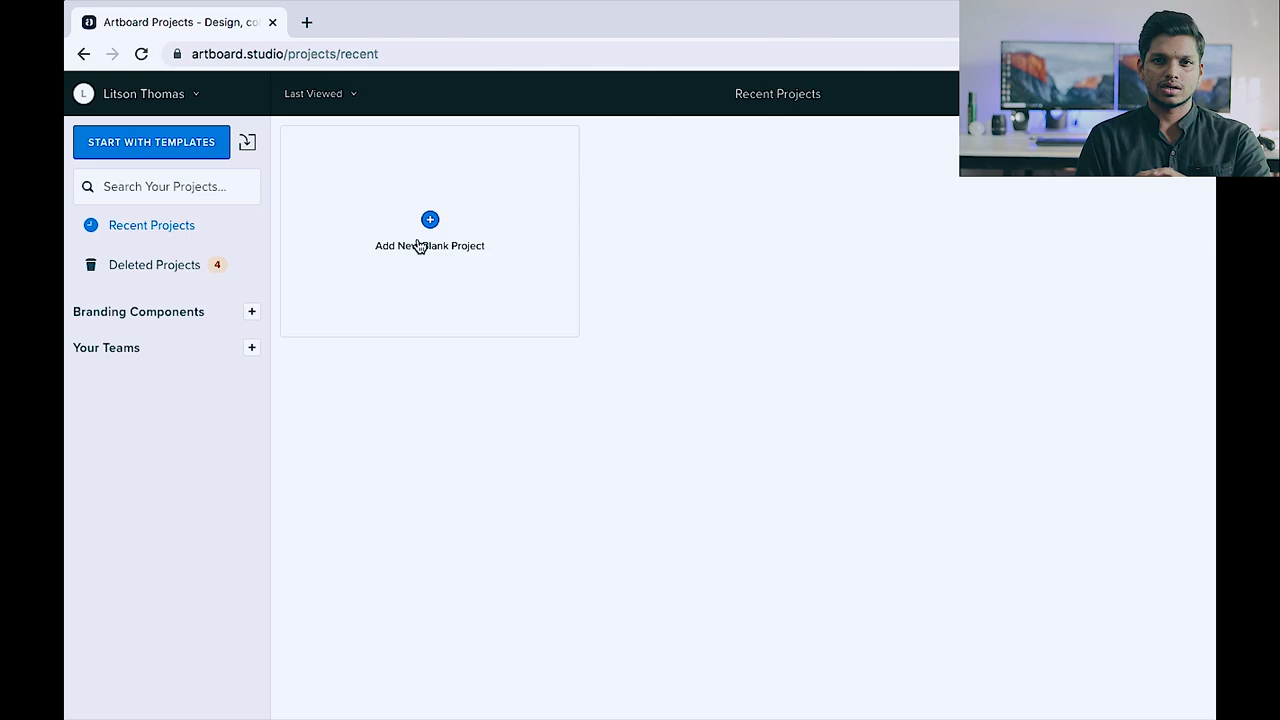 Artboard Projects - Design, co
artboard.studio/projects/recent
L
Litson Thomas
Last Viewed
Recent Projects
START WITH TEMPLATES
Search Your Projects...
Recent Projects
Deleted Projects 4
Branding Components
Your Teams
Add New Blank Project